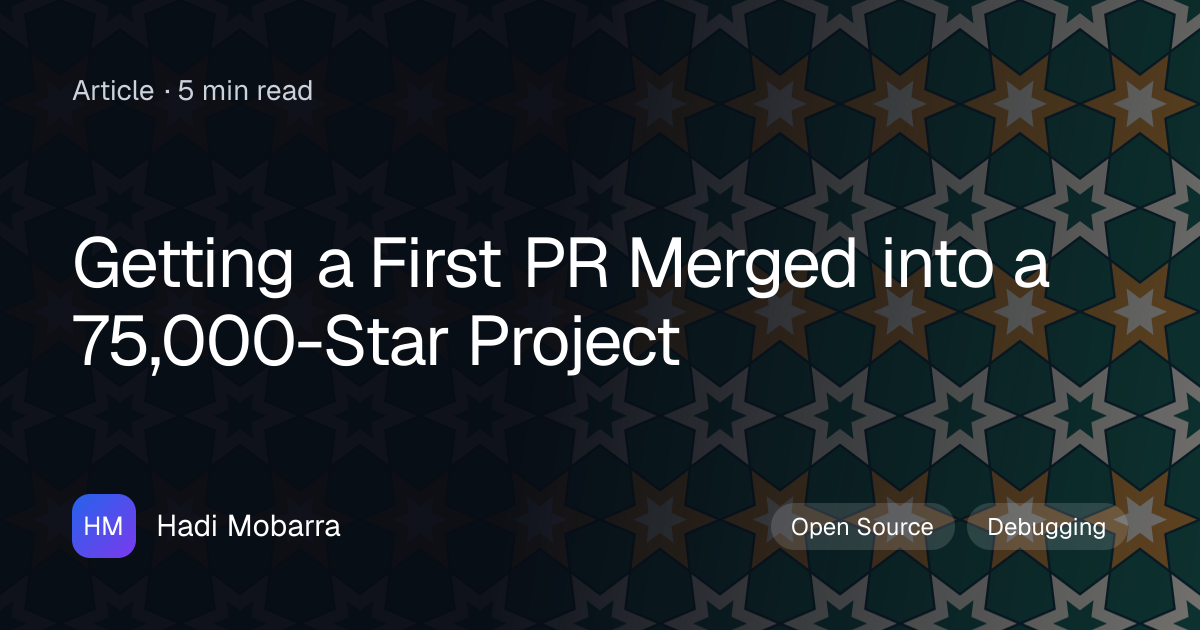 Article · 5 min read
Getting a First PR Merged into a
75,000-Star Project
HM
Hadi Mobarra
Open Source
Debugging